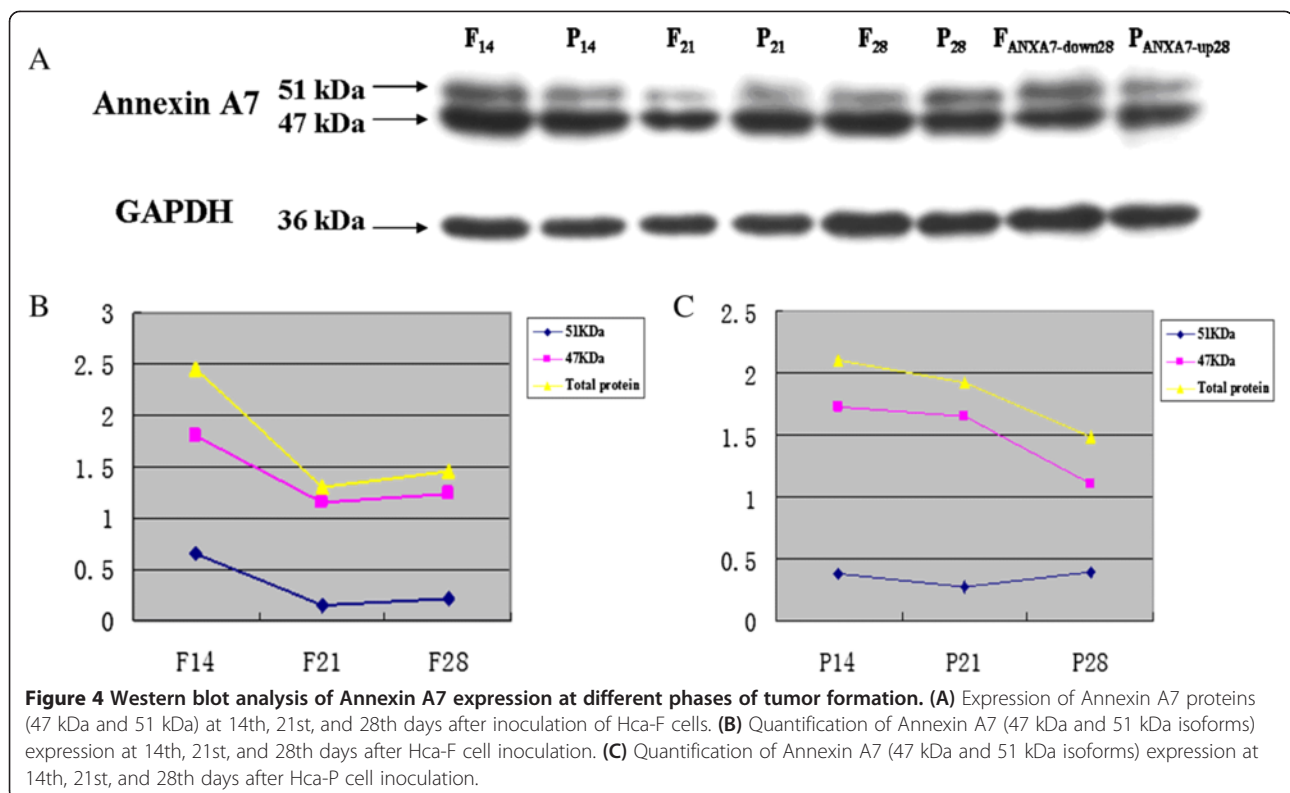 F14 P14 F21 P21 F28 P28 FANXA7-down28 PANXA7-up28
A
Annexin A7
51 kDa
47 kDa
GAPDH
36 kDa
B
3
2.5
2
1.5
1
0.5
0
F14 F21 F28
51KDa
47KDa
Total protein
C
2.5
2
1.5
1
0.5
0
P14 P21 P28
51KDa
47KDa
Total protein
Figure 4 Western blot analysis of Annexin A7 expression at different phases of tumor formation. (A) Expression of Annexin A7 proteins
(47 kDa and 51 kDa) at 14th, 21st, and 28th days after inoculation of Hca-F cells. (B) Quantification of Annexin A7 (47 kDa and 51 kDa isoforms)
expression at 14th, 21st, and 28th days after Hca-F cell inoculation. (C) Quantification of Annexin A7 (47 kDa and 51 kDa isoforms) expression at
14th, 21st, and 28th days after Hca-P cell inoculation.